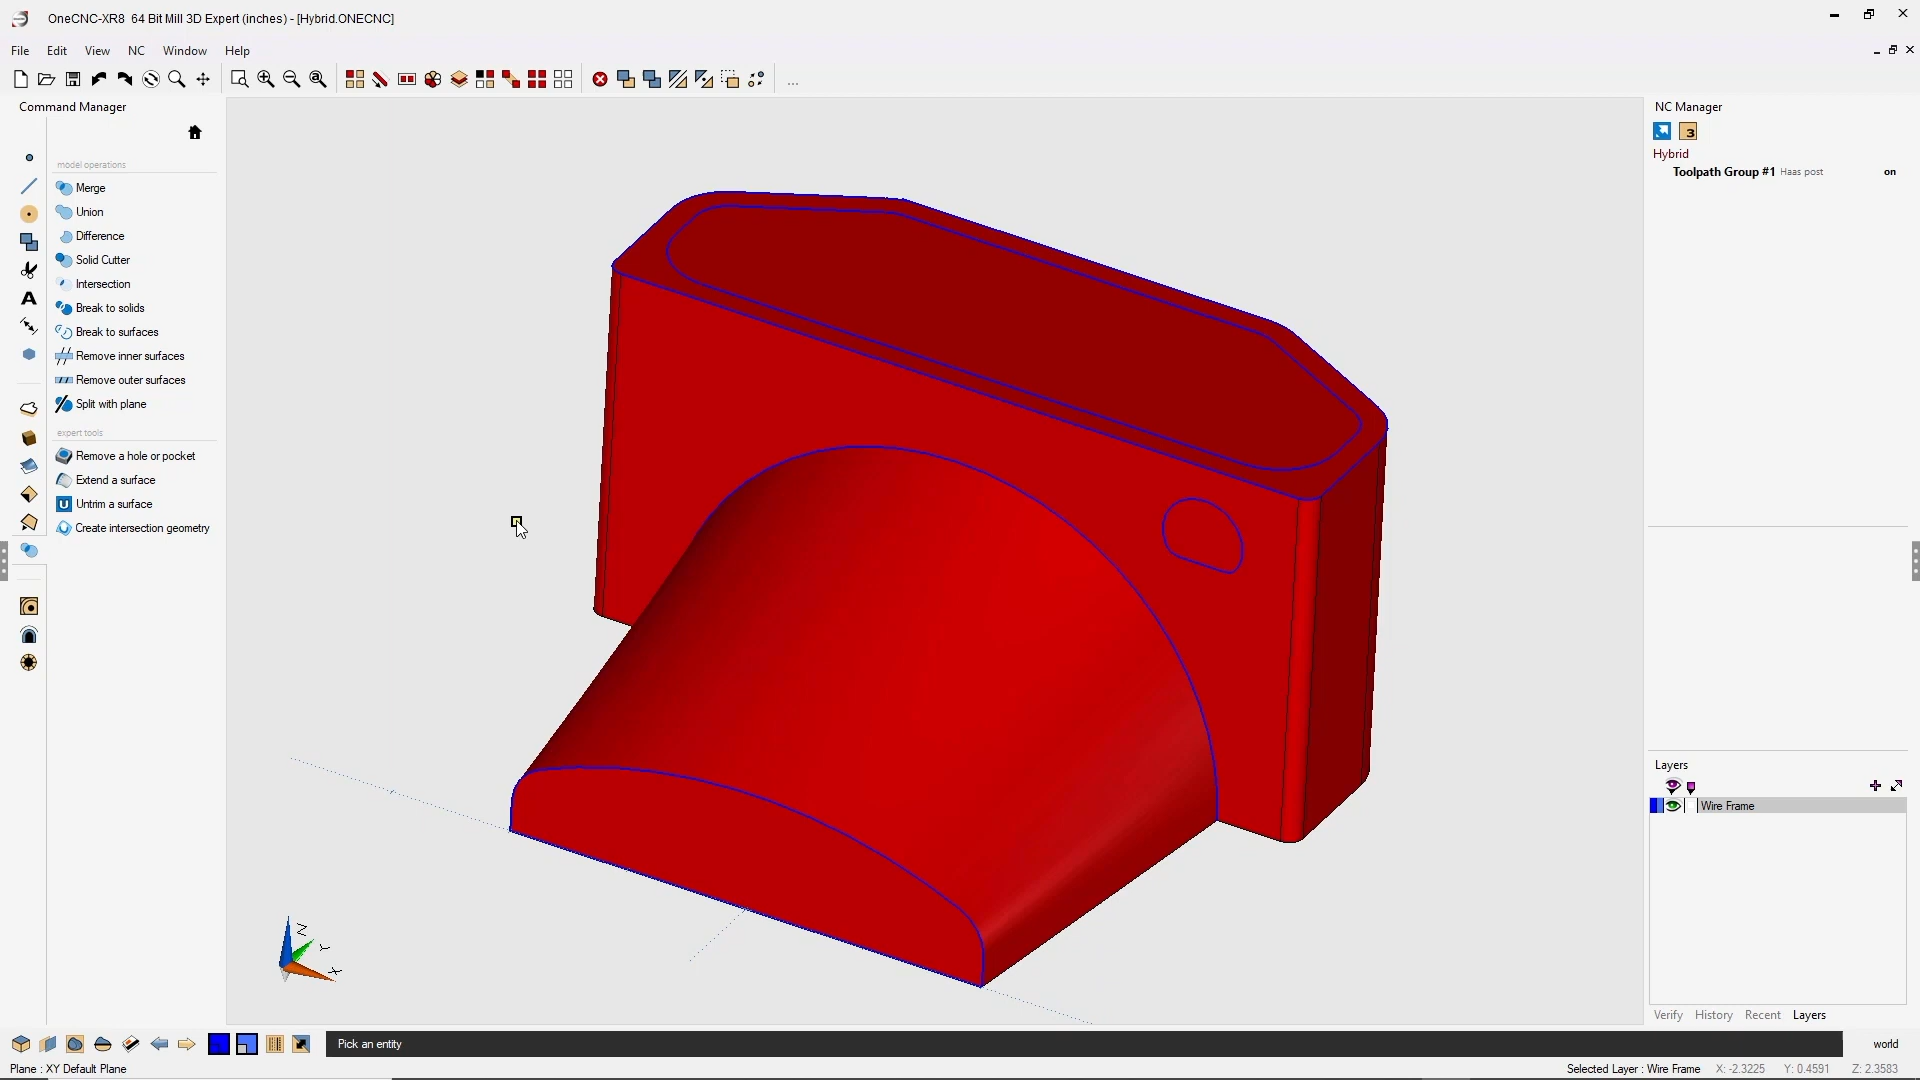 OneCNC-XR8 64 Bit Mill 3D Expert (inches) - [Hybrid.ONECNC]
File Edit View NC Window Help
...
Command Manager
model operations
Merge
Union
Difference
Solid Cutter
Intersection
Break to solids
Break to surfaces
Remove inner surfaces
Remove outer surfaces
Split with plane
expert tools
Remove a hole or pocket
Extend a surface
U Untrim a surface
Create intersection geometry
A
Z
Y
X
NC Manager
3
Hybrid
Toolpath Group #1 Haas post on
Layers
Wire Frame
Verify History Recent Layers
Pick an entity
world
Plane : XY Default Plane
Selected Layer : Wire Frame X: -2.3225 Y: 0.4591 Z: 2.3583